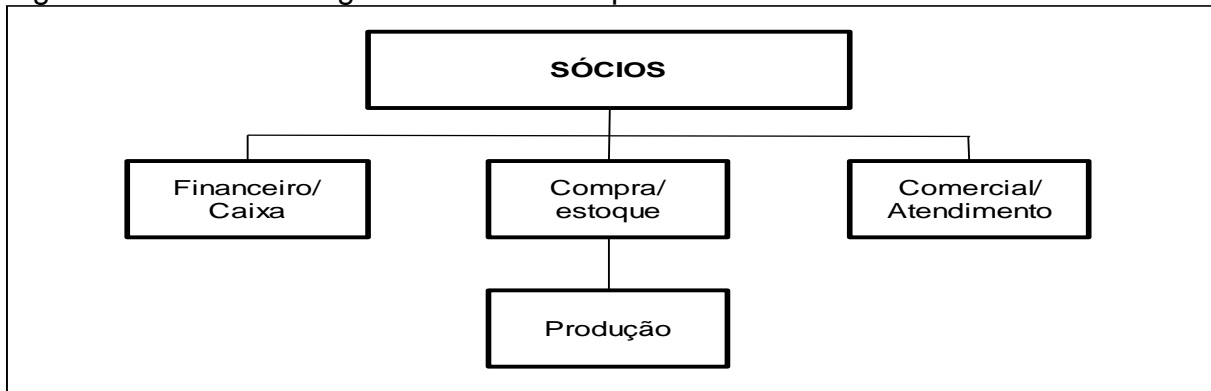 SÓCIOS
Financeiro/
Caixa
Compra/
estoque
Comercial/
Atendimento
Produção